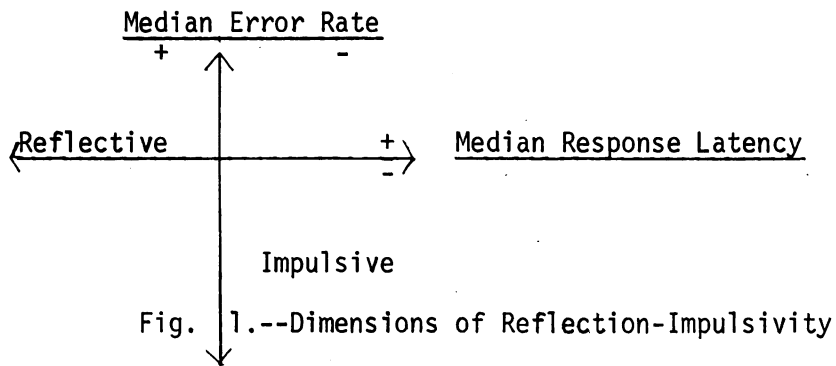 Median Error Rate
+ -
Reflective + Median Response Latency
-
Impulsive
Fig. 1.--Dimensions of Reflection-Impulsivity